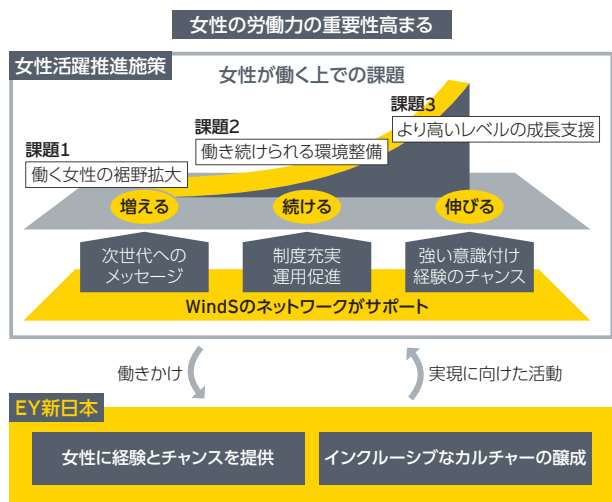 女性の労働力の重要性高まる
女性活躍推進施策
女性が働く上での課題
課題1
働く女性の裾野拡大
課題2
働き続けられる環境整備
課題3
より高いレベルの成長支援
増える
続ける
伸びる
次世代への
メッセージ
制度充実
運用促進
強い意識付け
経験のチャンス
WindSのネットワークがサポート
働きかけ
実現に向けた活動
EY新日本
女性に経験とチャンスを提供
インクルーシブなカルチャーの醸成